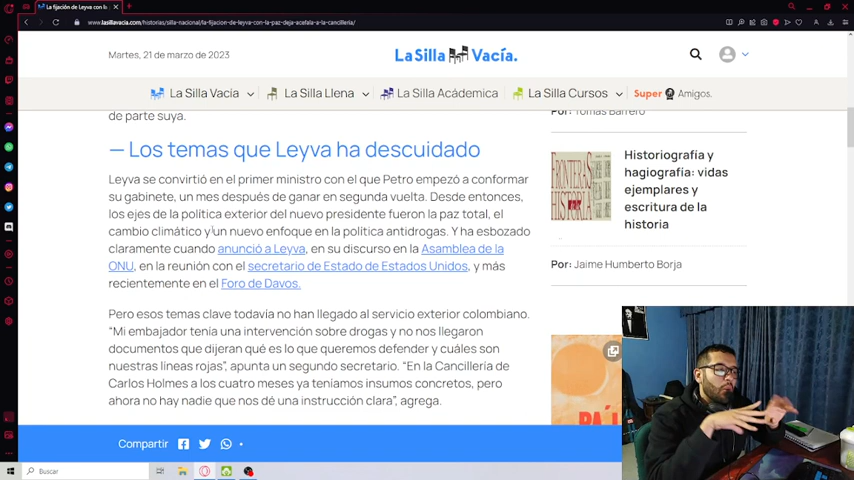 La fijación de Leyva con la
www.lasillavacia.com/historias/silla-nacional/la-fijacion-de-leyva-con-la-paz-deja-acefala-a-la-cancilleria/
Martes, 21 de marzo de 2023
La Silla Vacía.
La Silla Vacía
La Silla Llena
La Silla Académica
La Silla Cursos
Super Amigos.
de parte suya.
— Los temas que Leyva ha descuidado
Leyva se convirtió en el primer ministro con el que Petro empezó a conformar
su gabinete, un mes después de ganar en segunda vuelta. Desde entonces,
los ejes de la política exterior del nuevo presidente fueron la paz total, el
cambio climático y un nuevo enfoque en la política antidrogas. Y ha esbozado
claramente cuando anunció a Leyva, en su discurso en la Asamblea de la
ONU, en la reunión con el secretario de Estado de Estados Unidos, y más
recientemente en el Foro de Davos.
Pero esos temas clave todavía no han llegado al servicio exterior colombiano.
“Mi embajador tenía una intervención sobre drogas y no nos llegaron
documentos que dijeran qué es lo que queremos defender y cuáles son
nuestras líneas rojas”, apunta un segundo secretario. “En la Cancillería de
Carlos Holmes a los cuatro meses ya teníamos insumos concretos, pero
ahora no hay nadie que nos dé una instrucción clara”, agrega.
Por: Tomas Barrero
FRONTERAS
HISTORIA
Historiografía y
hagiografía: vidas
ejemplares y
escritura de la
historia
Por: Jaime Humberto Borja
Compartir
Buscar